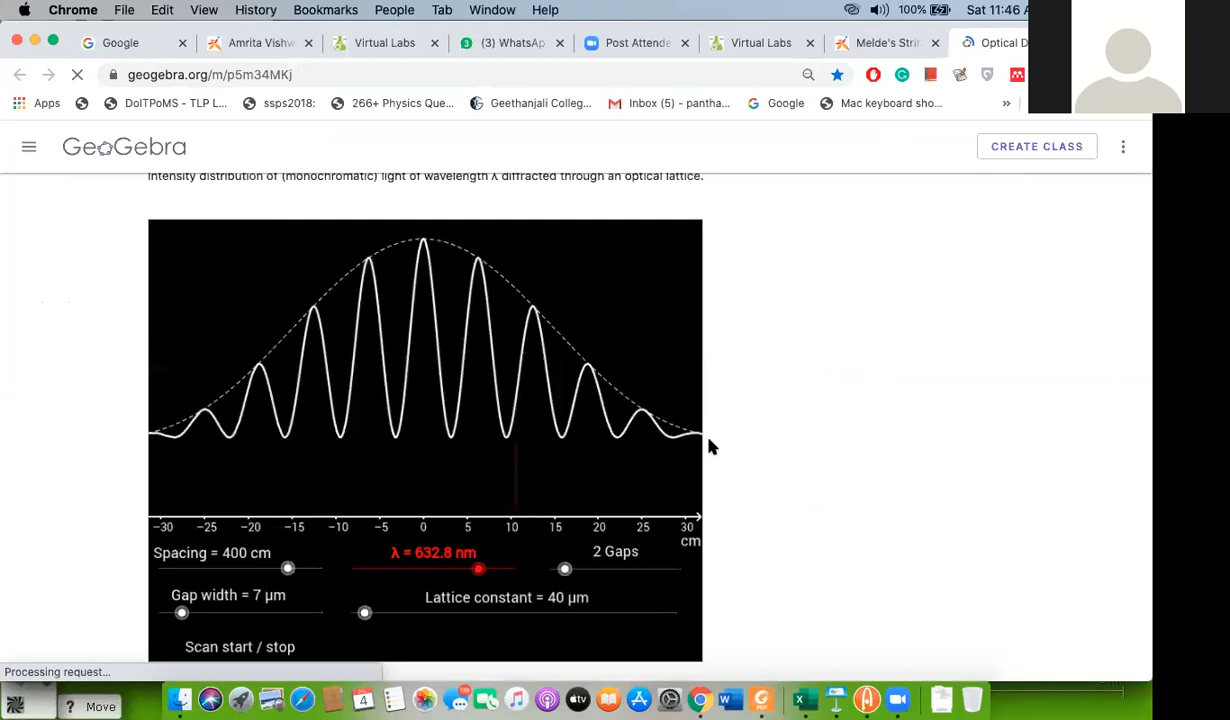 Chrome File Edit View History Bookmarks People Tab Window Help 100% Sat 11:46
Google Amrita Vishw Virtual Labs (3) WhatsAp Post Attende Virtual Labs Melde's Strin Optical D
geogebra.org/m/p5m34MKj
Apps DoITPoMS - TLP L... ssps2018: 266+ Physics Que... Geethanjali Colleg... Inbox (5) - pantha... Google Mac keyboard sho... »
GeoGebra CREATE CLASS
intensity distribution of (monochromatic) light of wavelength λ diffracted through an optical lattice.
−30 −25 −20 −15 −10 −5 0 5 10 15 20 25 30
cm
Spacing = 400 cm λ = 632.8 nm 2 Gaps
Gap width = 7 μm Lattice constant = 40 μm
Scan start / stop
Processing request...
? Move